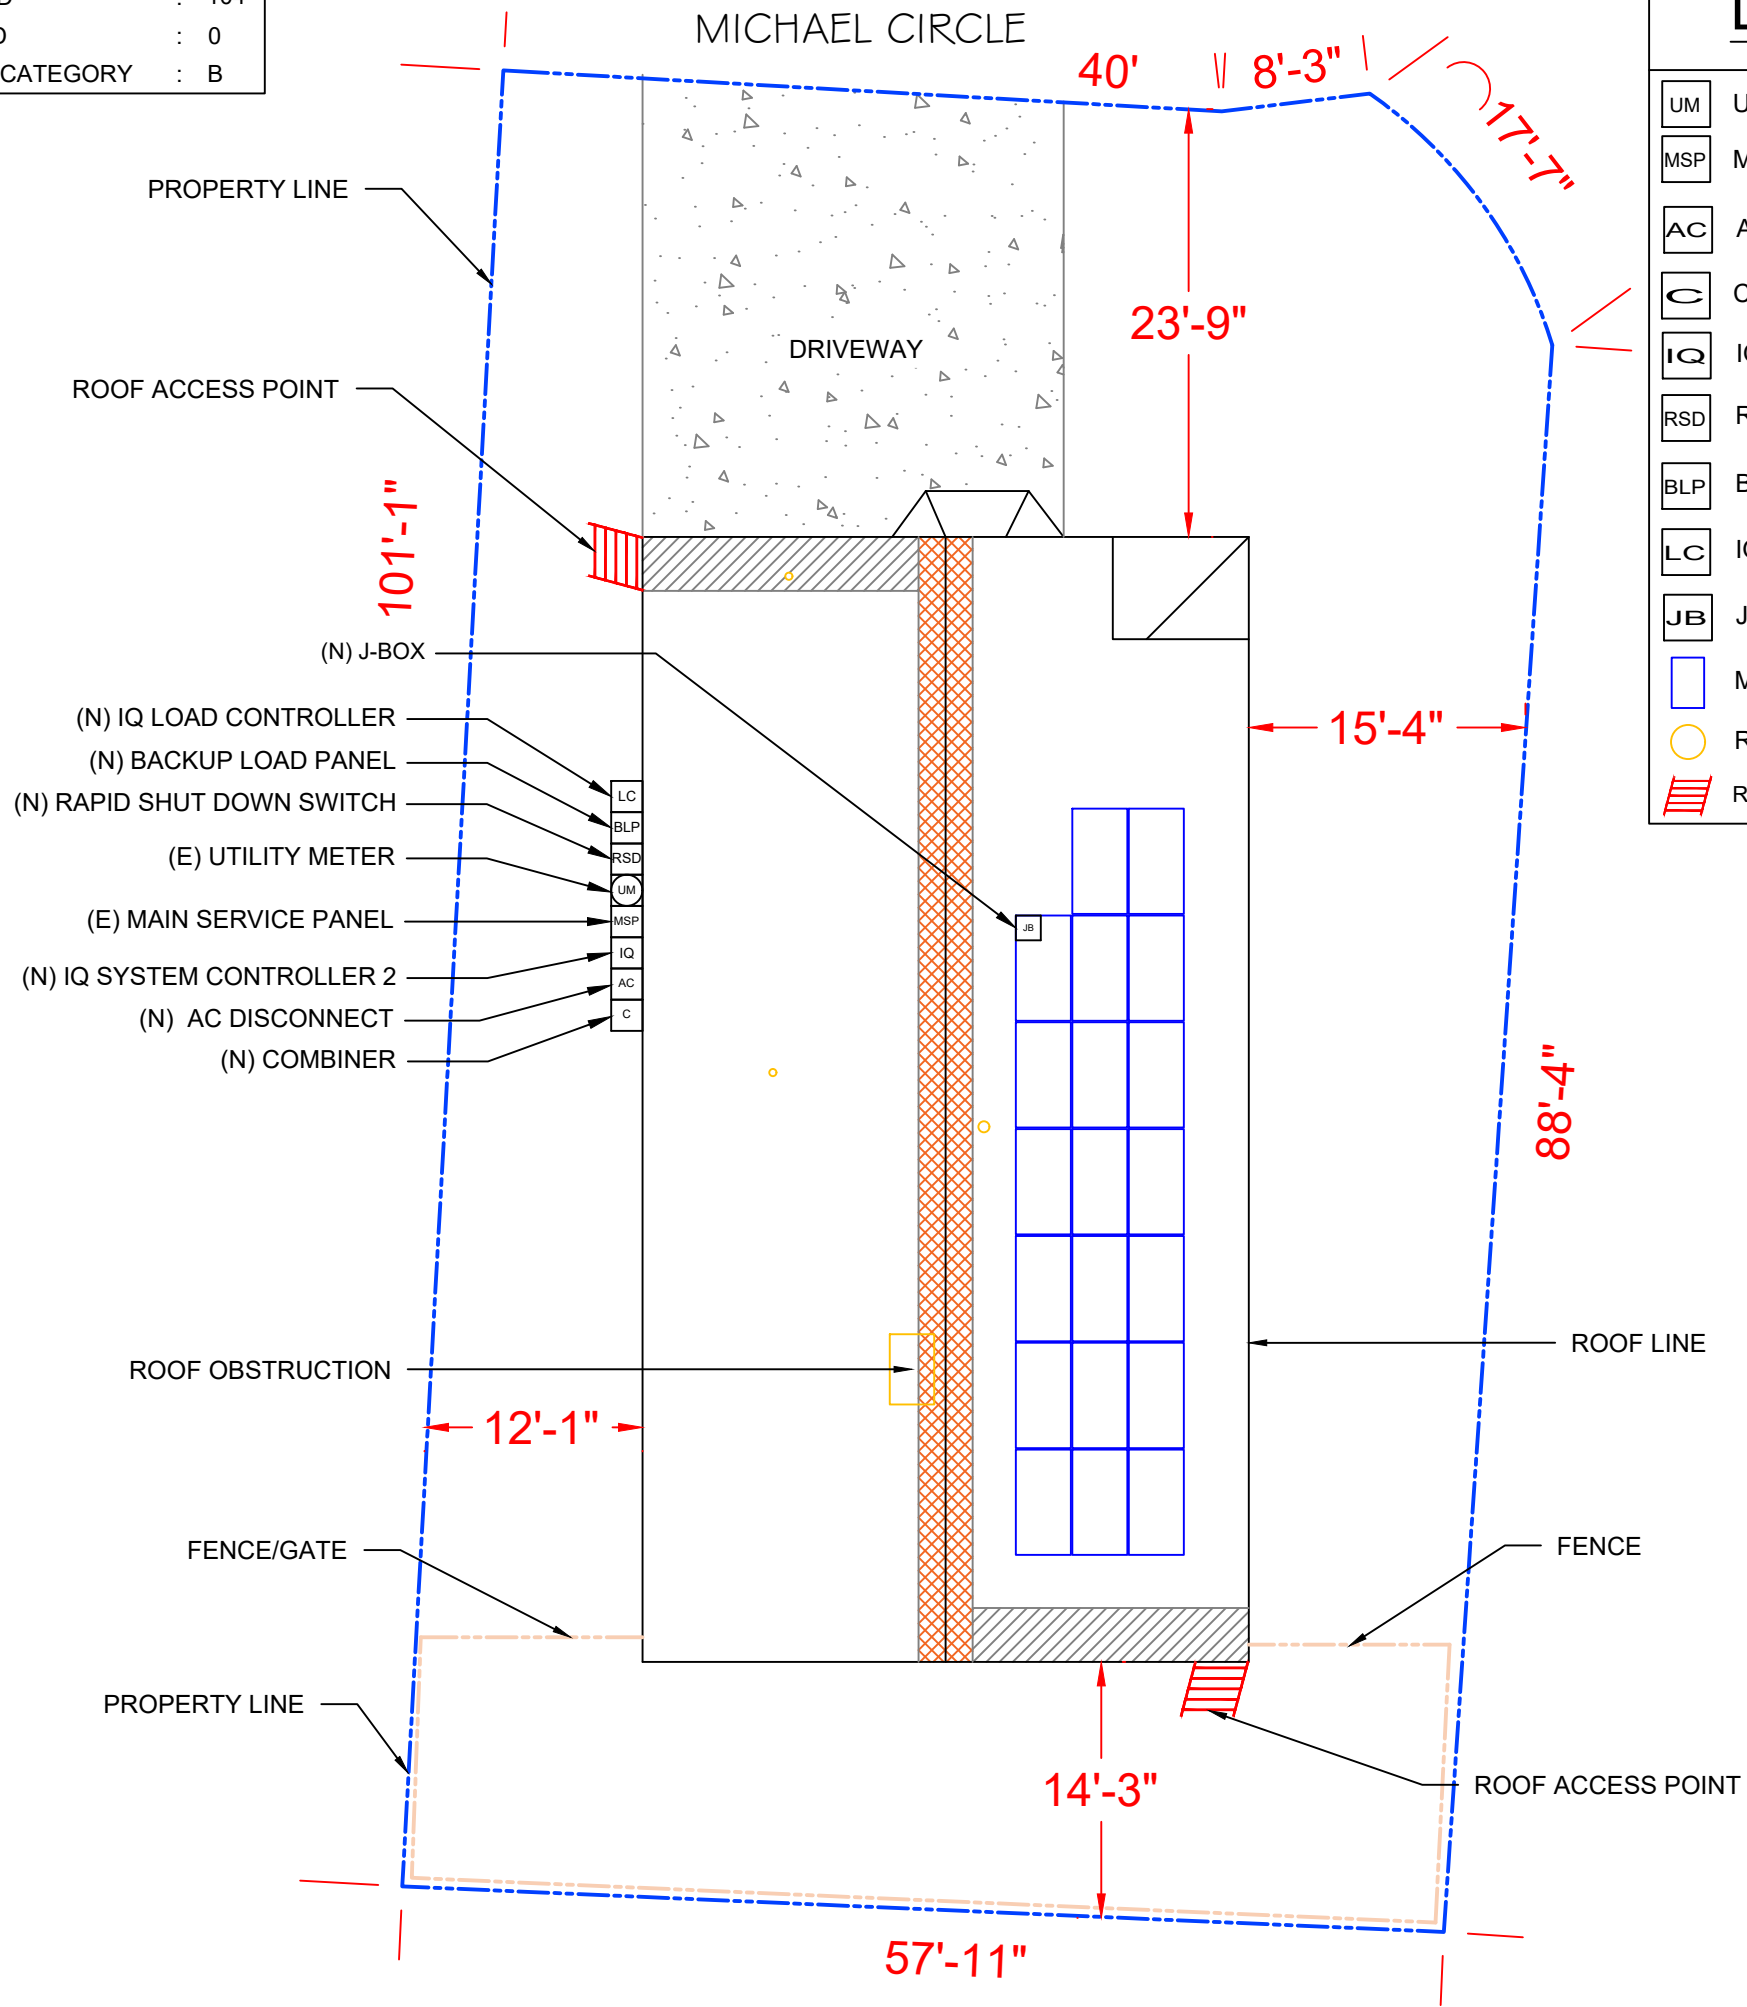 : 0
CATEGORY : B
MICHAEL CIRCLE
40'
8'-3"
17'-7"
PROPERTY LINE
23'-9"
DRIVEWAY
ROOF ACCESS POINT
101'-1"
(N) J-BOX
(N) IQ LOAD CONTROLLER
(N) BACKUP LOAD PANEL
(N) RAPID SHUT DOWN SWITCH
(E) UTILITY METER
(E) MAIN SERVICE PANEL
(N) IQ SYSTEM CONTROLLER 2
(N) AC DISCONNECT
(N) COMBINER
LC
BLP
RSD
UM
MSP
IQ
AC
C
JB
15'-4"
88'-4"
ROOF OBSTRUCTION
ROOF LINE
12'-1"
FENCE/GATE
FENCE
PROPERTY LINE
14'-3"
ROOF ACCESS POINT
57'-11"
UM
MSP
AC
C
IQ
RSD
BLP
LC
JB